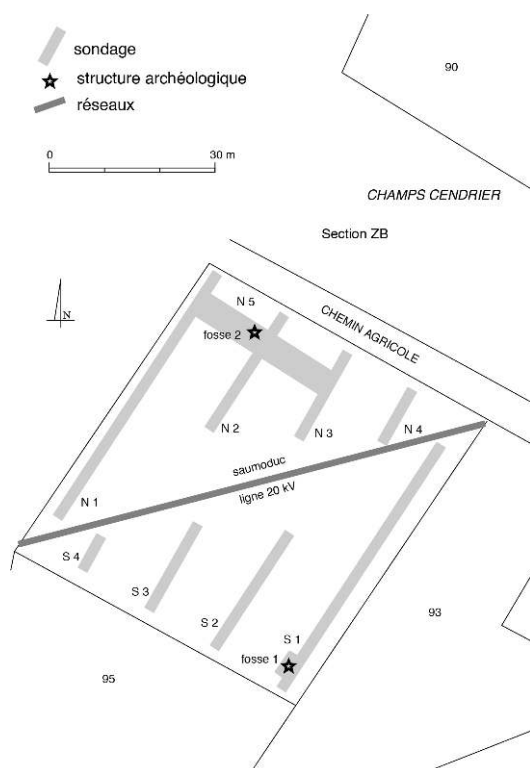 sondage
structure archéologique
réseaux
0 30 m
90
CHAMPS CENDRIER
Section ZB
N
CHEMIN AGRICOLE
N 5
fosse 2
N 2
N 3
N 4
saumoduc
ligne 20 kV
N 1
S 4
S 3
S 2
S 1
fosse 1
93
95